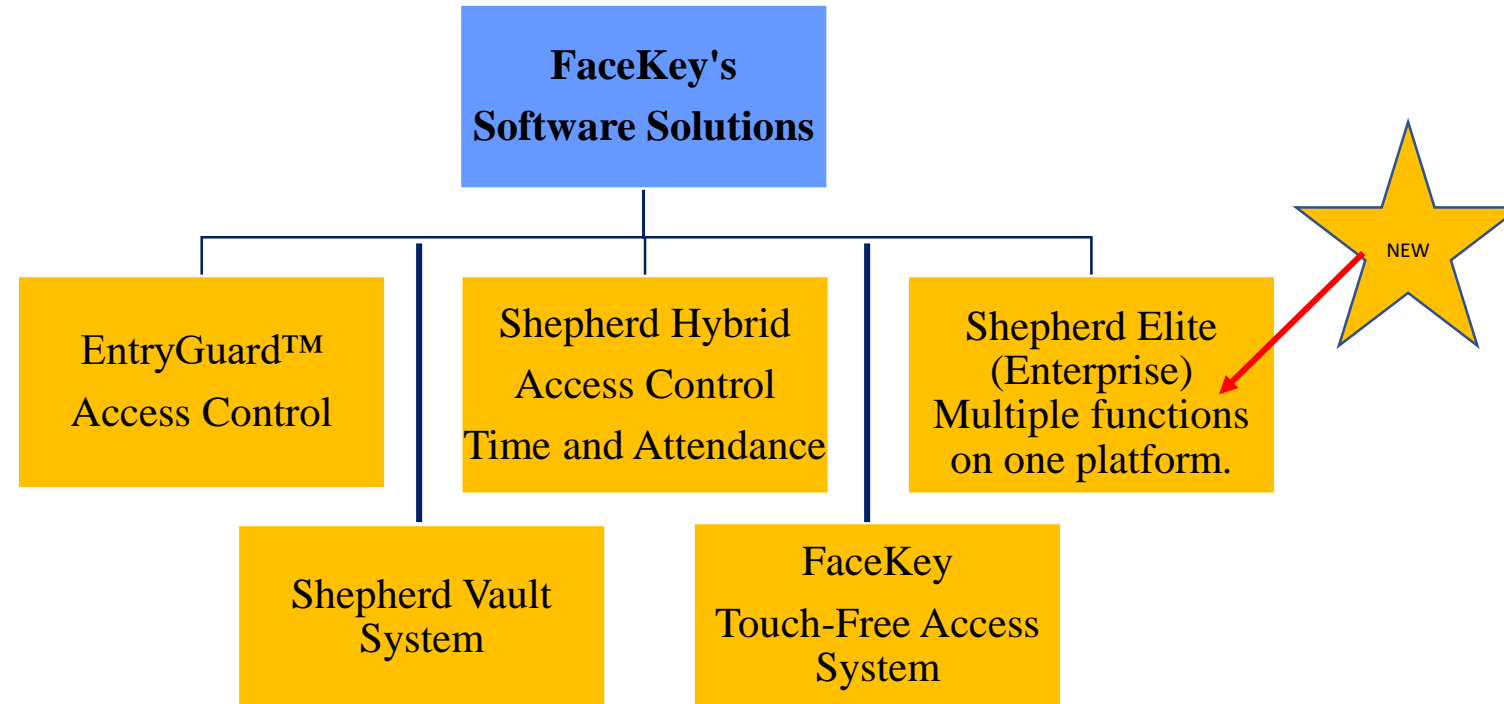 FaceKey's
Software Solutions
NEW
EntryGuard™
Access Control
Shepherd Hybrid
Access Control
Time and Attendance
Shepherd Elite
(Enterprise)
Multiple functions
on one platform.
Shepherd Vault
System
FaceKey
Touch-Free Access
System